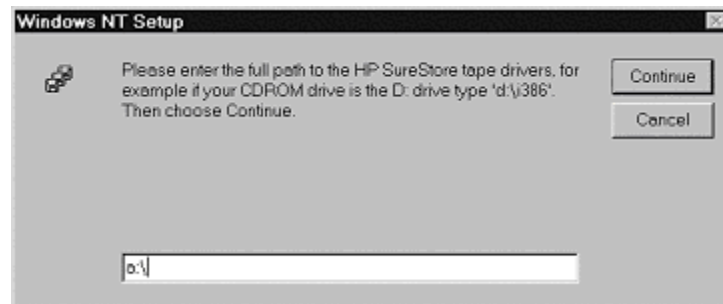 Windows NT Setup
Please enter the full path to the HP SureStore tape drivers, for
example if your CDROM drive is the D: drive type 'd:\i386'.
Then choose Continue.
Continue
Cancel
a:\